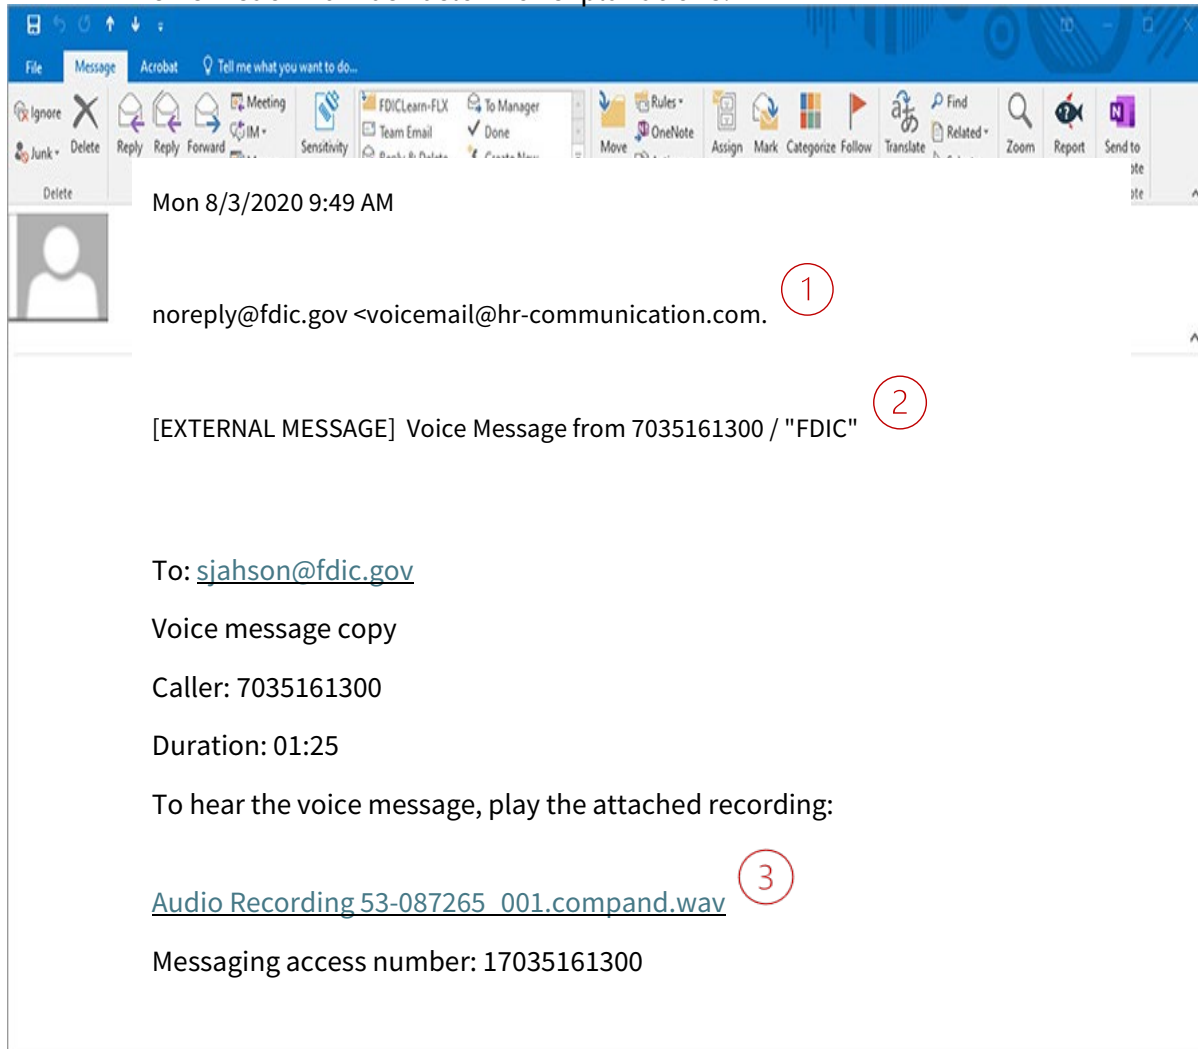 File Message Acrobat Tell me what you want to do...
Ignore
Junk
Delete
Reply
Reply
Forward
Meeting
IM
Sensitivity
FDICLearn-FLX
Team Email
Reply & Delete
To Manager
Done
Create New
Move
Rules
OneNote
Assign
Mark
Categorize
Follow
Translate
Find
Related
Zoom
Report
Send to
Delete
Mon 8/3/2020 9:49 AM
1
noreply@fdic.gov <voicemail@hr-communication.com.
2
[EXTERNAL MESSAGE] Voice Message from 7035161300 / "FDIC"
To: sjahson@fdic.gov
Voice message copy
Caller: 7035161300
Duration: 01:25
To hear the voice message, play the attached recording:
3
Audio Recording 53-087265_001.compand.wav
Messaging access number: 17035161300